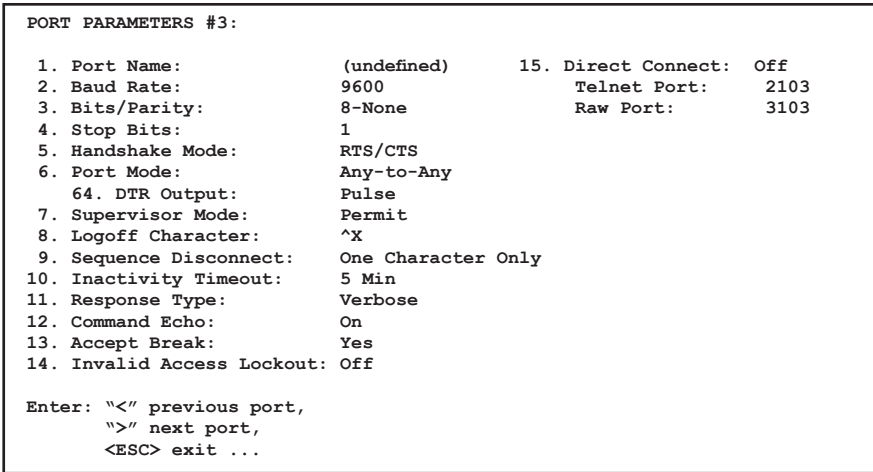 PORT PARAMETERS #3:
1. Port Name: (undefined) 15. Direct Connect: Off
2. Baud Rate: 9600 Telnet Port: 2103
3. Bits/Parity: 8-None Raw Port: 3103
4. Stop Bits: 1
5. Handshake Mode: RTS/CTS
6. Port Mode: Any-to-Any
64. DTR Output: Pulse
7. Supervisor Mode: Permit
8. Logoff Character: ^X
9. Sequence Disconnect: One Character Only
10. Inactivity Timeout: 5 Min
11. Response Type: Verbose
12. Command Echo: On
13. Accept Break: Yes
14. Invalid Access Lockout: Off
Enter: “<” previous port,
“>” next port,
<ESC> exit ...